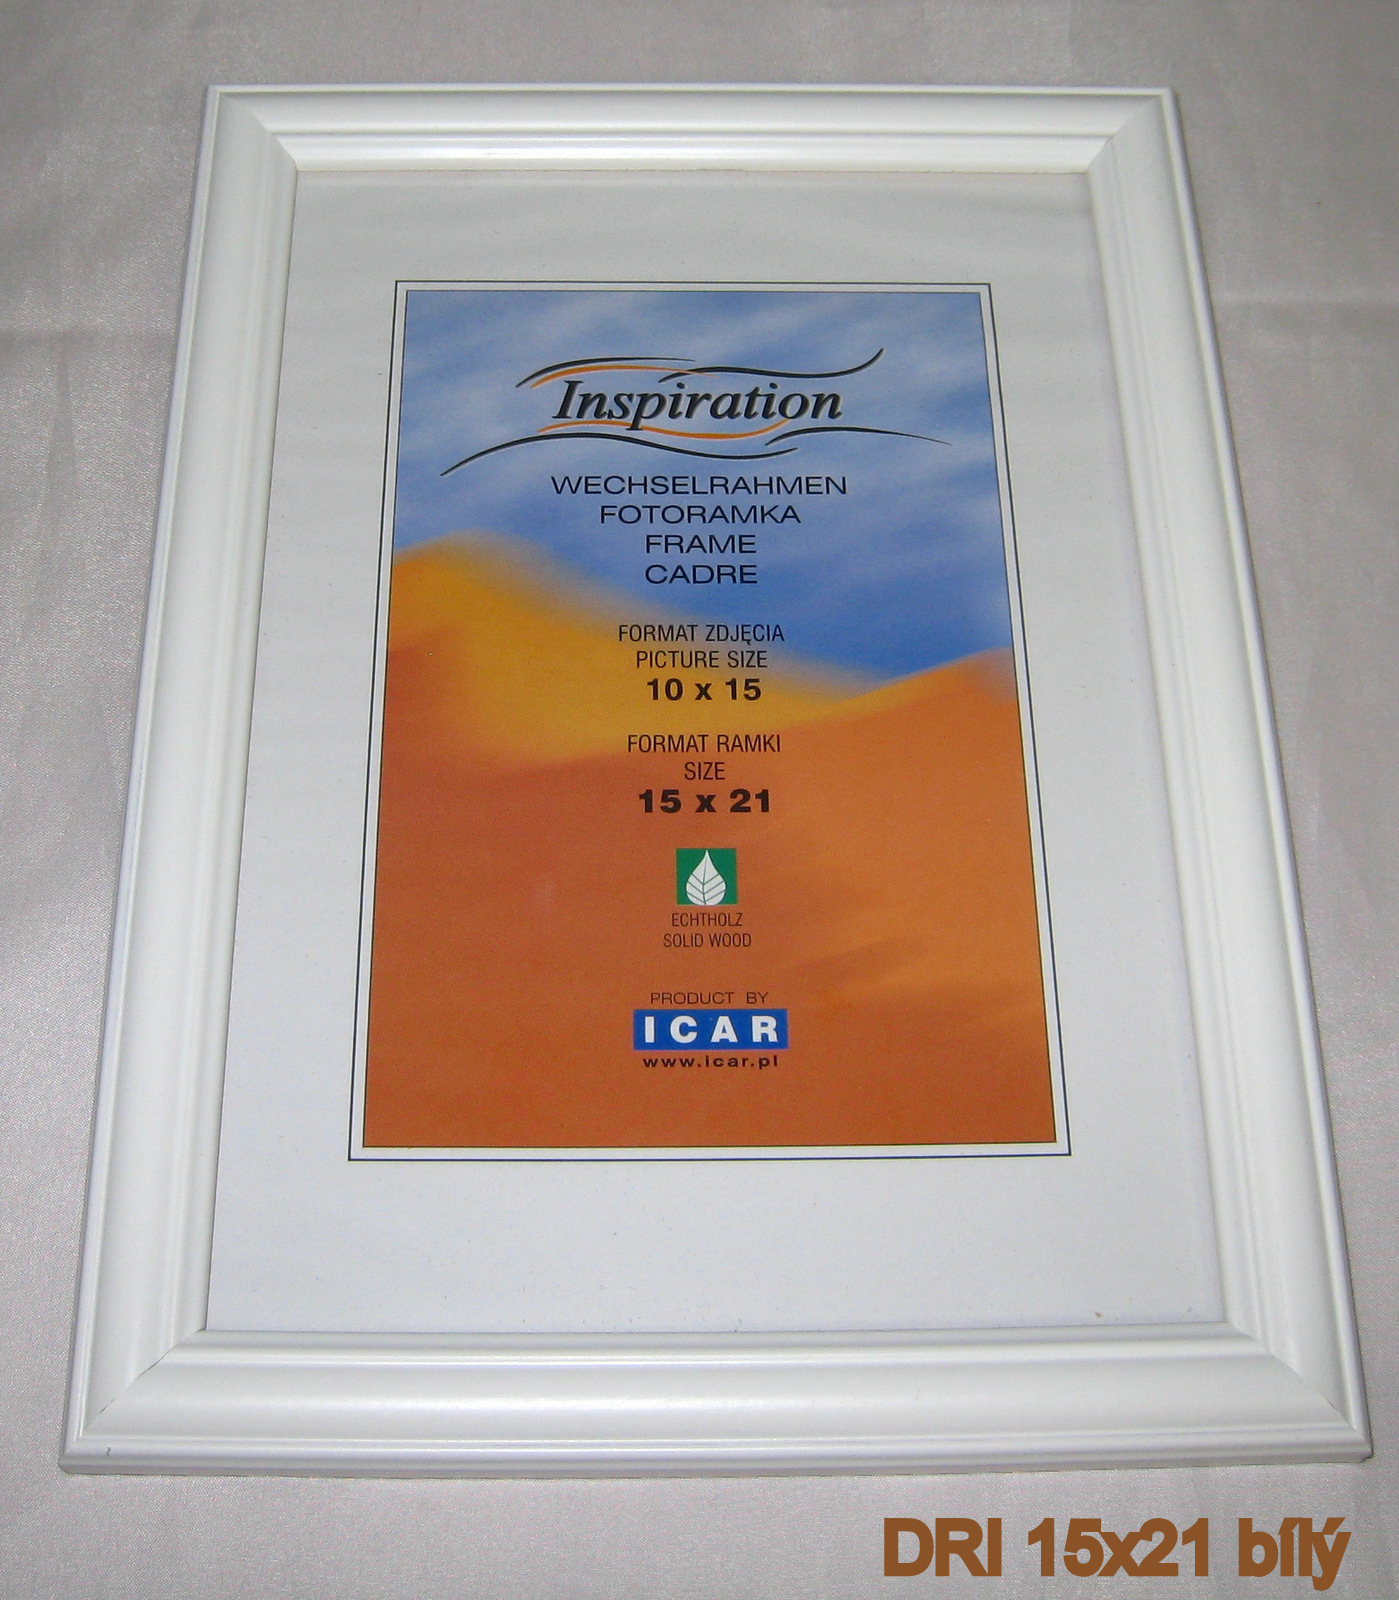 Inspiration
WECHSELRAHMEN
FOTORAMKA
FRAME
CADRE
FORMAT ZDJĘCIA
PICTURE SIZE
10 x 15
FORMAT RAMKI
SIZE
15 x 21
ECHTHOLZ
SOLID WOOD
PRODUCT BY
ICAR
www.icar.pl
DRI 15x21 bílý